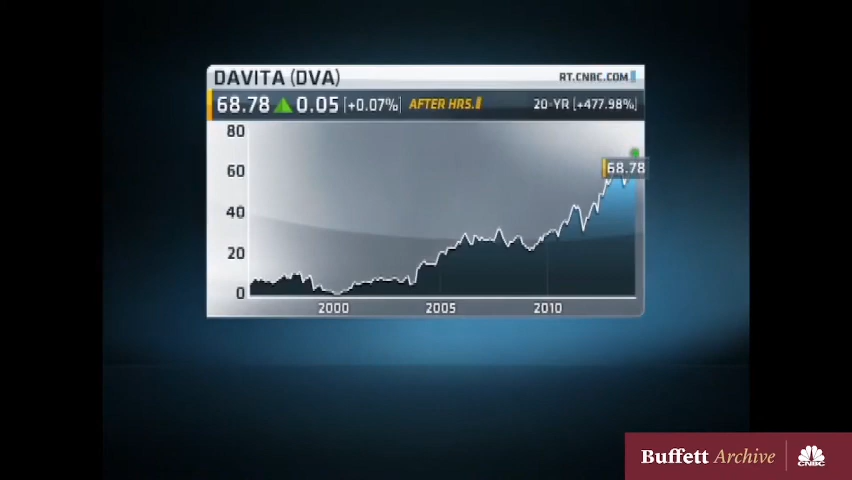 DAVITA (DVA)
RT.CNBC.COM
68.78 ▲ 0.05 [+0.07%] AFTER HRS. 20-YR [+477.98%]
80
68.78
60
40
20
0
2000 2005 2010
Buffett Archive CNBC